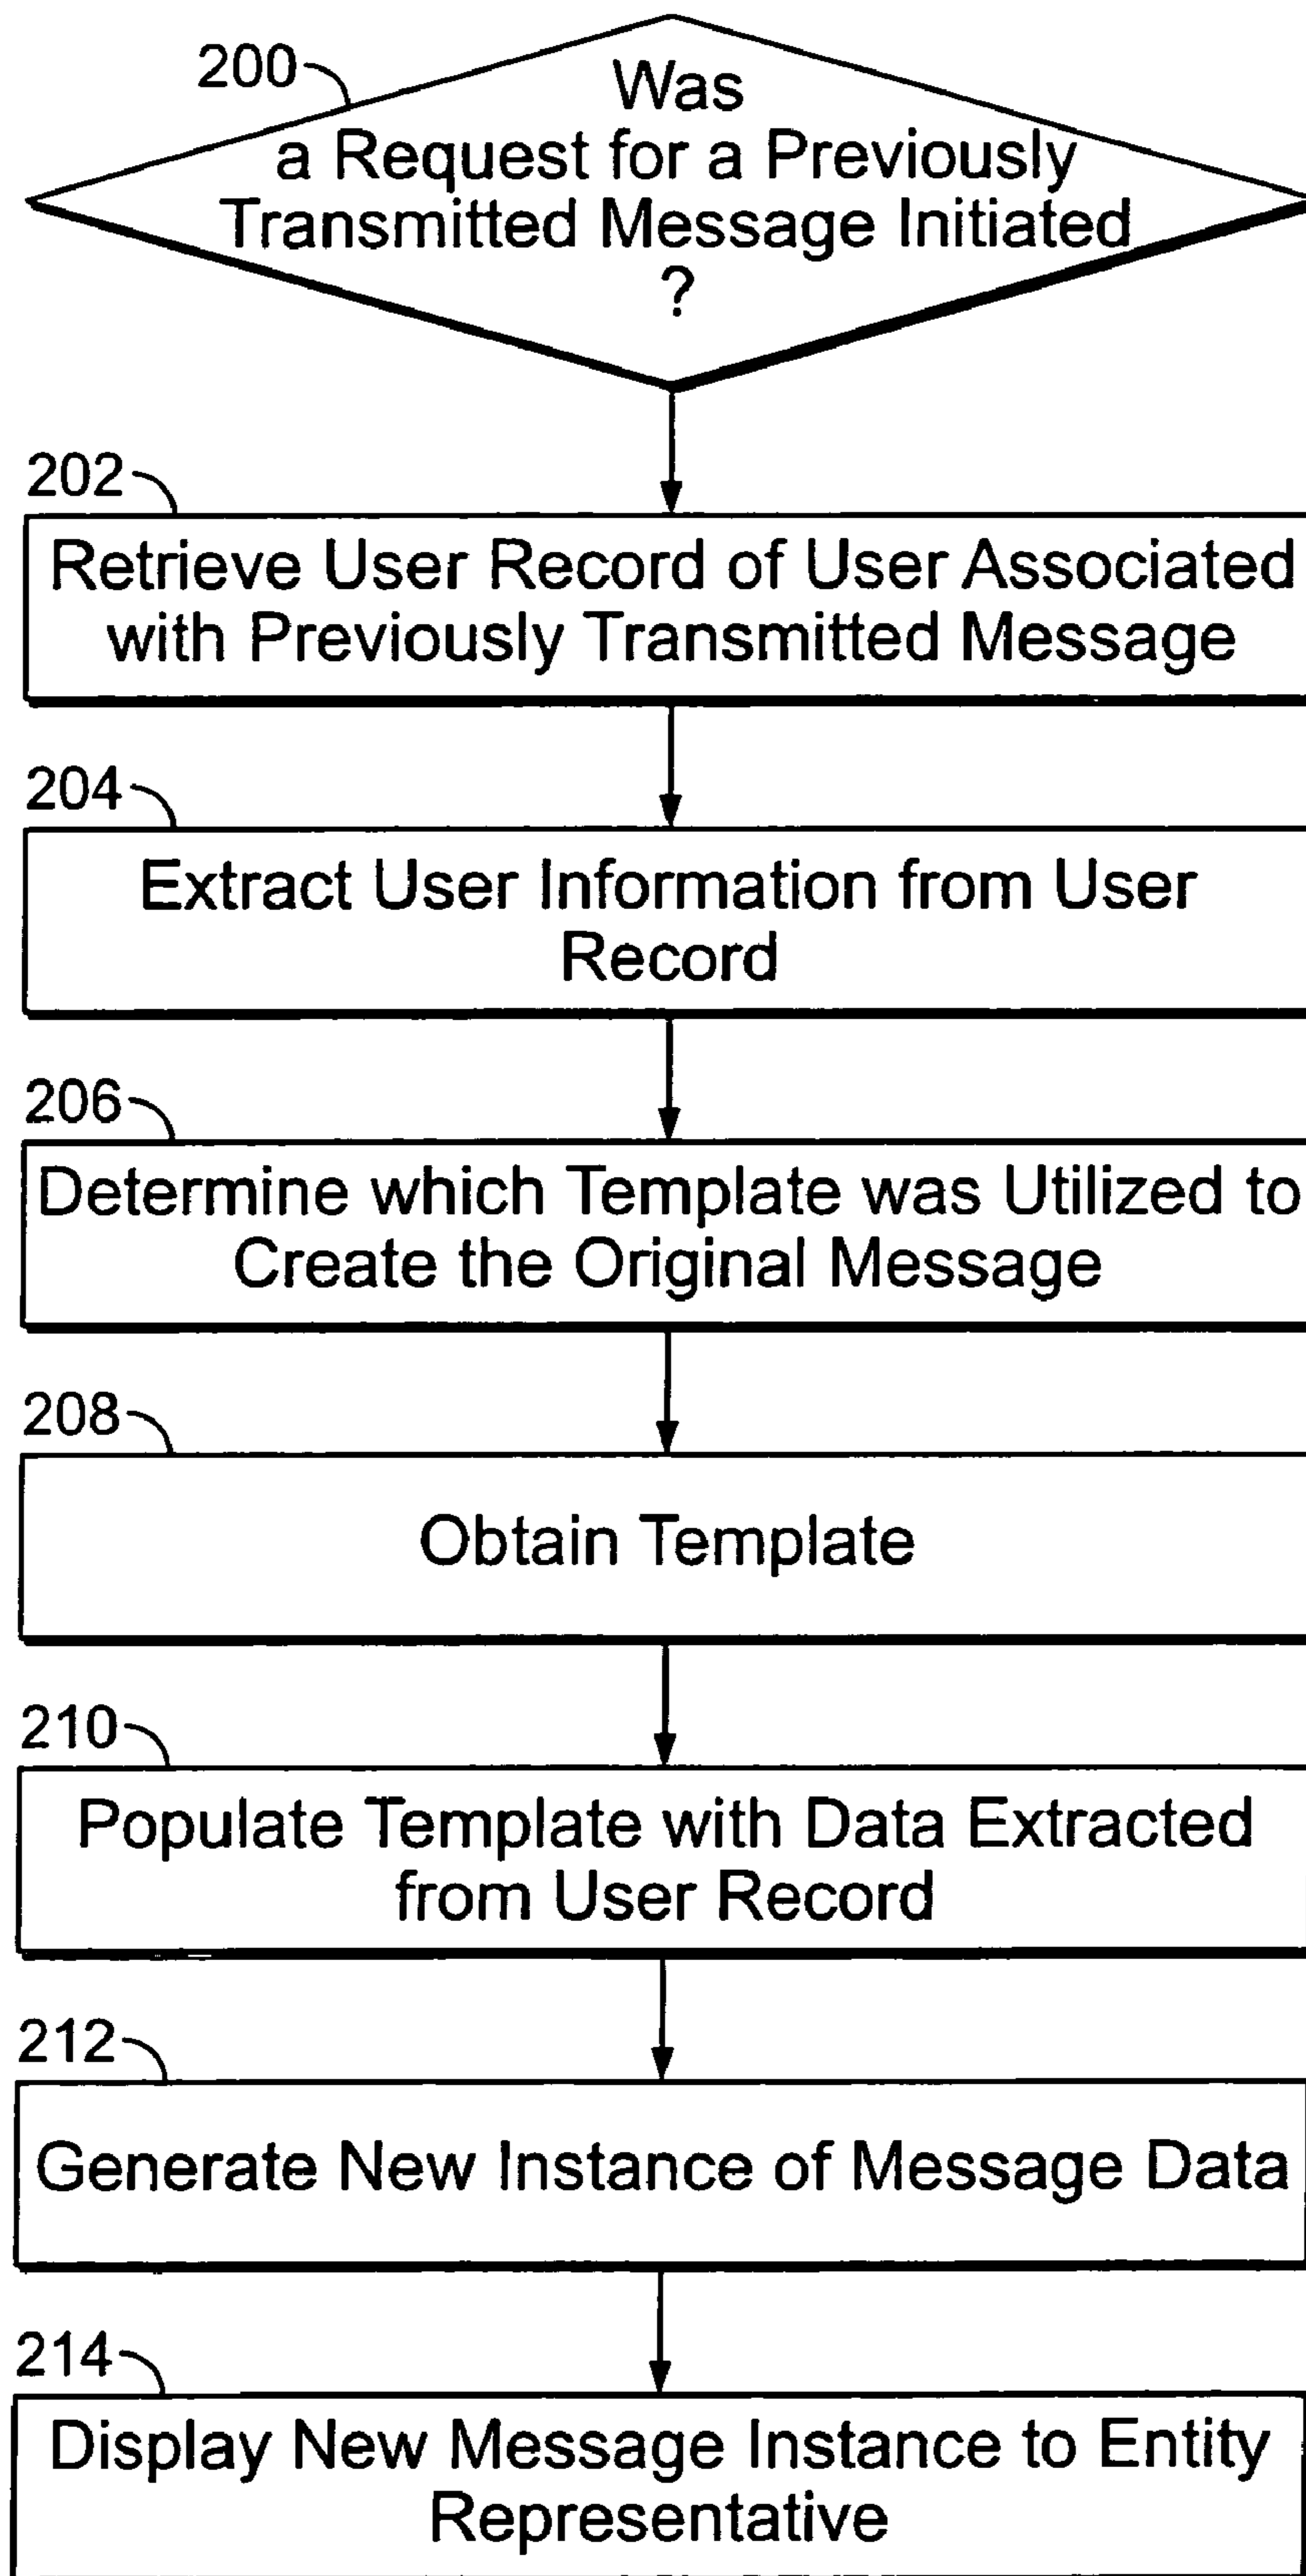 200
Was
a Request for a Previously
Transmitted Message Initiated
?
202
Retrieve User Record of User Associated
with Previously Transmitted Message
204
Extract User Information from User
Record
206
Determine which Template was Utilized to
Create the Original Message
208
Obtain Template
210
Populate Template with Data Extracted
from User Record
212
Generate New Instance of Message Data
214
Display New Message Instance to Entity
Representative